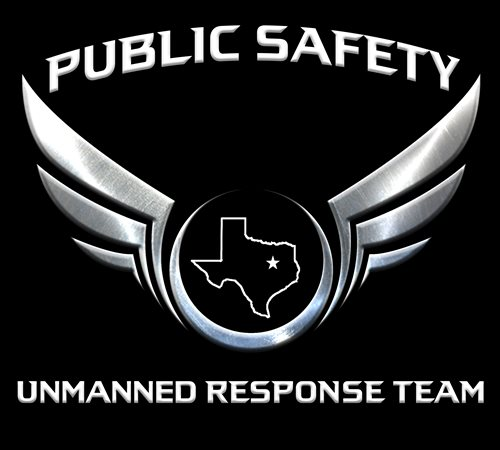 PUBLIC SAFETY
UNMANNED RESPONSE TEAM